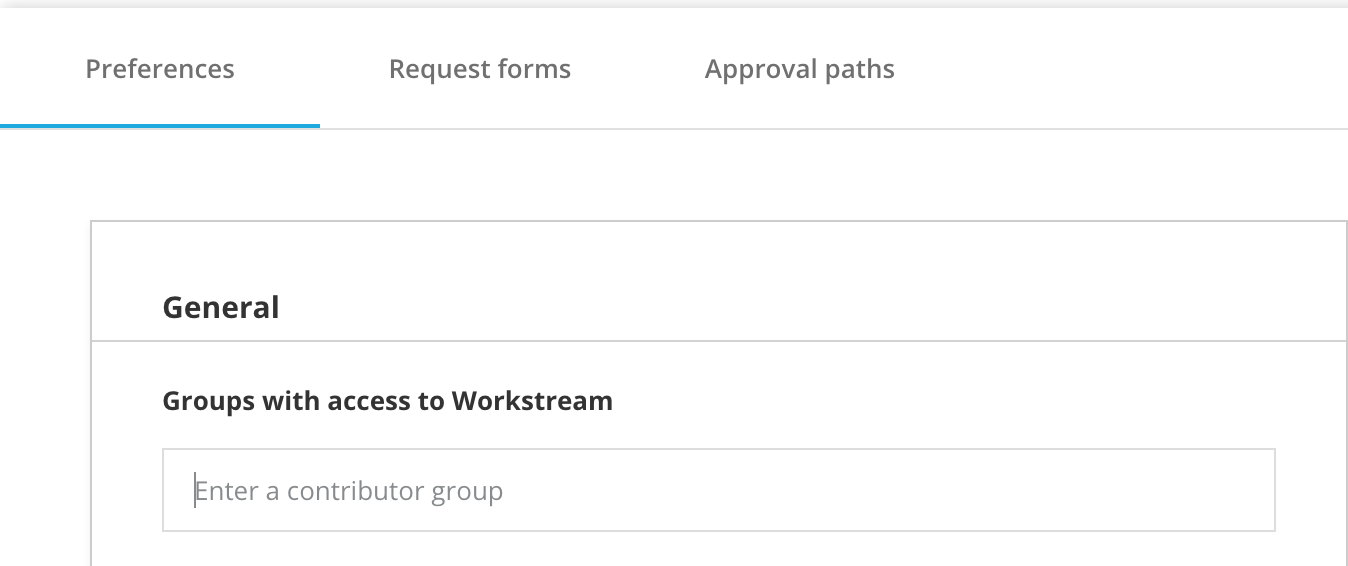 Preferences Request forms Approval paths
General
Groups with access to Workstream
Enter a contributor group